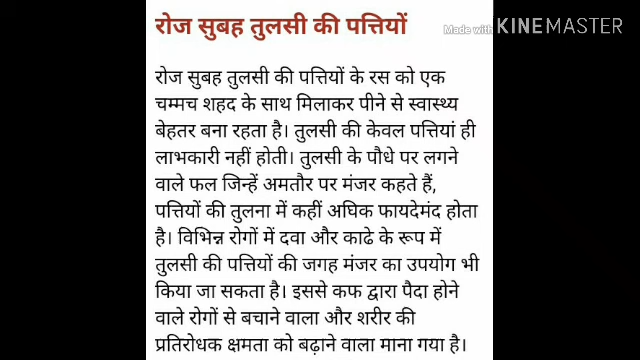 रोज सुबह तुलसी की पत्तियों
Made with KINEMASTER
रोज सुबह तुलसी की पत्तियों के रस को एक
चम्मच शहद के साथ मिलाकर पीने से स्वास्थ्य
बेहतर बना रहता है। तुलसी की केवल पत्तियां ही
लाभकारी नहीं होती। तुलसी के पौधे पर लगने
वाले फल जिन्हें अमतौर पर मंजर कहते हैं,
पत्तियों की तुलना में कहीं अघिक फायदेमंद होता
है। विभिन्न रोगों में दवा और काढे के रूप में
तुलसी की पत्तियों की जगह मंजर का उपयोग भी
किया जा सकता है। इससे कफ द्वारा पैदा होने
वाले रोगों से बचाने वाला और शरीर की
प्रतिरोधक क्षमता को बढ़ाने वाला माना गया है।